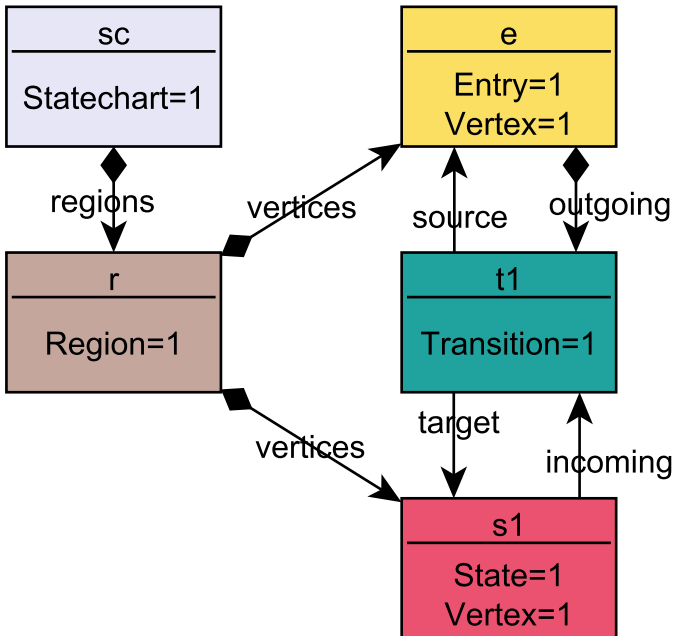 sc
Statechart=1
e
Entry=1
Vertex=1
regions
vertices
source
outgoing
r
Region=1
t1
Transition=1
vertices
target
incoming
s1
State=1
Vertex=1